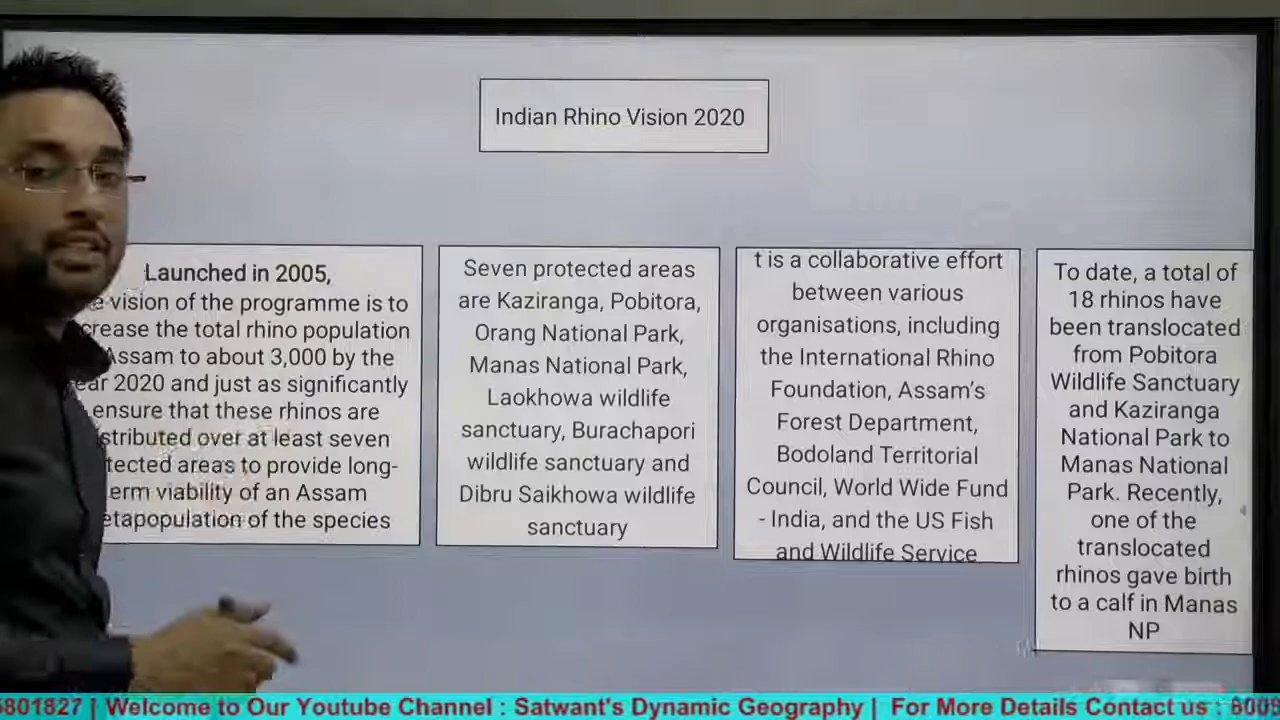 Indian Rhino Vision 2020
Launched in 2005,
vision of the programme is to
the total rhino population
Assam to about 3,000 by the
2020 and just as significantly
ensure that these rhinos are
over at least seven
areas to provide long-
viability of an Assam
of the species
Seven protected areas
are Kaziranga, Pobitora,
Orang National Park,
Manas National Park,
Laokhowa wildlife
sanctuary, Burachapori
wildlife sanctuary and
Dibru Saikhowa wildlife
sanctuary
t is a collaborative effort
between various
organisations, including
the International Rhino
Foundation, Assam's
Forest Department,
Bodoland Territorial
Council, World Wide Fund
- India, and the US Fish
and Wildlife Service
To date, a total of
18 rhinos have
been translocated
from Pobitora
Wildlife Sanctuary
and Kaziranga
National Park to
Manas National
Park. Recently,
one of the
translocated
rhinos gave birth
to a calf in Manas
NP
5801827 | Welcome to Our Youtube Channel : Satwant's Dynamic Geography | For More Details Contact us :